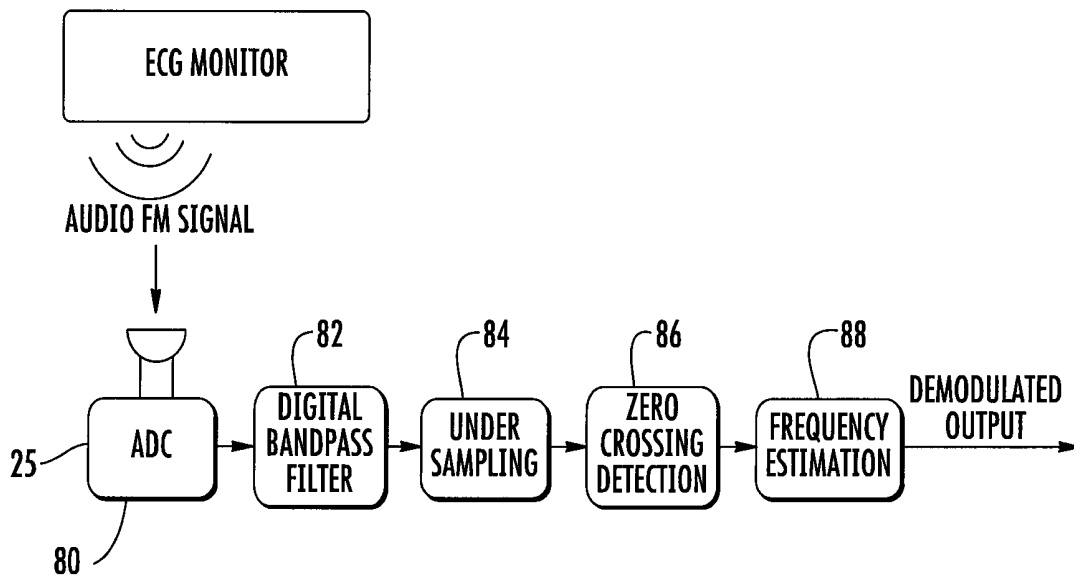 ECG MONITOR
AUDIO FM SIGNAL
25
ADC
80
82
DIGITAL
BANDPASS
FILTER
84
UNDER
SAMPLING
86
ZERO
CROSSING
DETECTION
88
FREQUENCY
ESTIMATION
DEMODULATED
OUTPUT